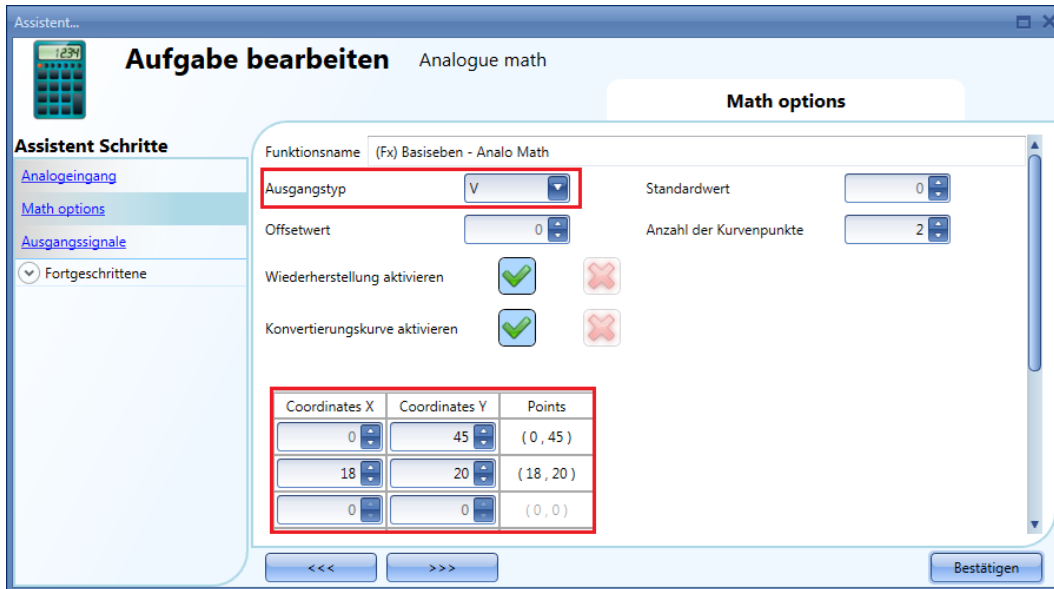 Assistent...
1234
Aufgabe bearbeiten Analogue math
Math options
Assistent Schritte
Analogeingang
Math options
Ausgangssignale
Fortgeschrittene
Funktionsname (Fx) Basiseben - Analo Math
Ausgangstyp V Standardwert 0
Offsetwert 0 Anzahl der Kurvenpunkte 2
Wiederherstellung aktivieren
Konvertierungskurve aktivieren
Coordinates X Coordinates Y Points
0 45 ( 0 , 45 )
18 20 ( 18 , 20 )
0 0 ( 0 , 0 )
<<< >>> Bestätigen